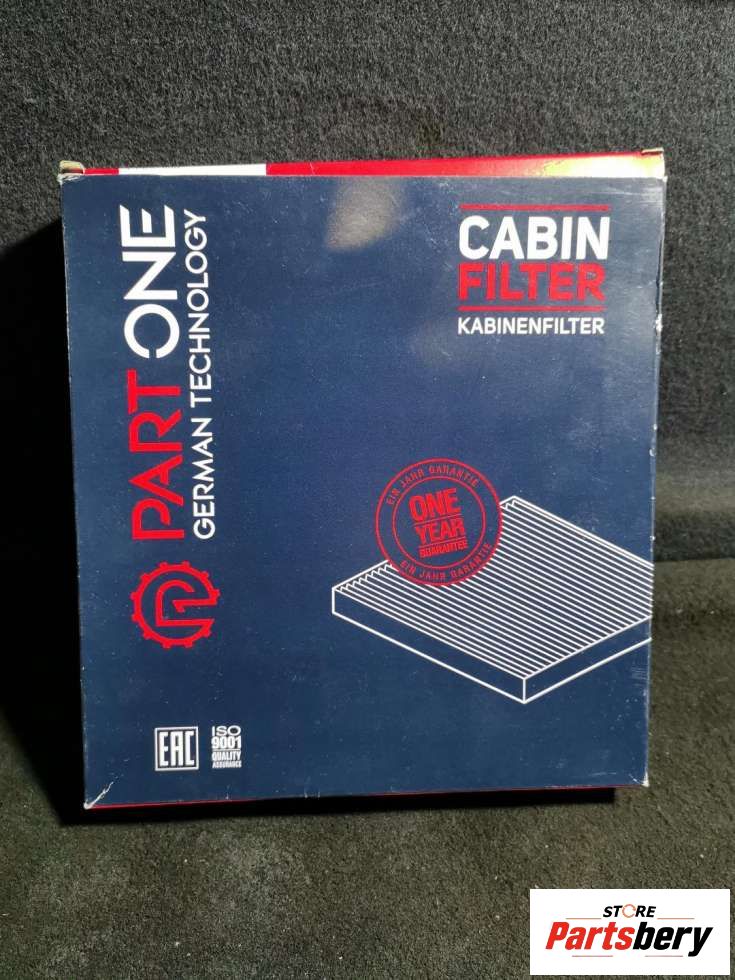 PART ONE
GERMAN TECHNOLOGY
CABIN
FILTER
KABINENFILTER
EIN JAHR GARANTIE
ONE
YEAR
GUARANTEE
EIN JAHR GARANTIE
EAC
ISO
9001
QUALITY
ASSURANCE
STORE
Partsbery